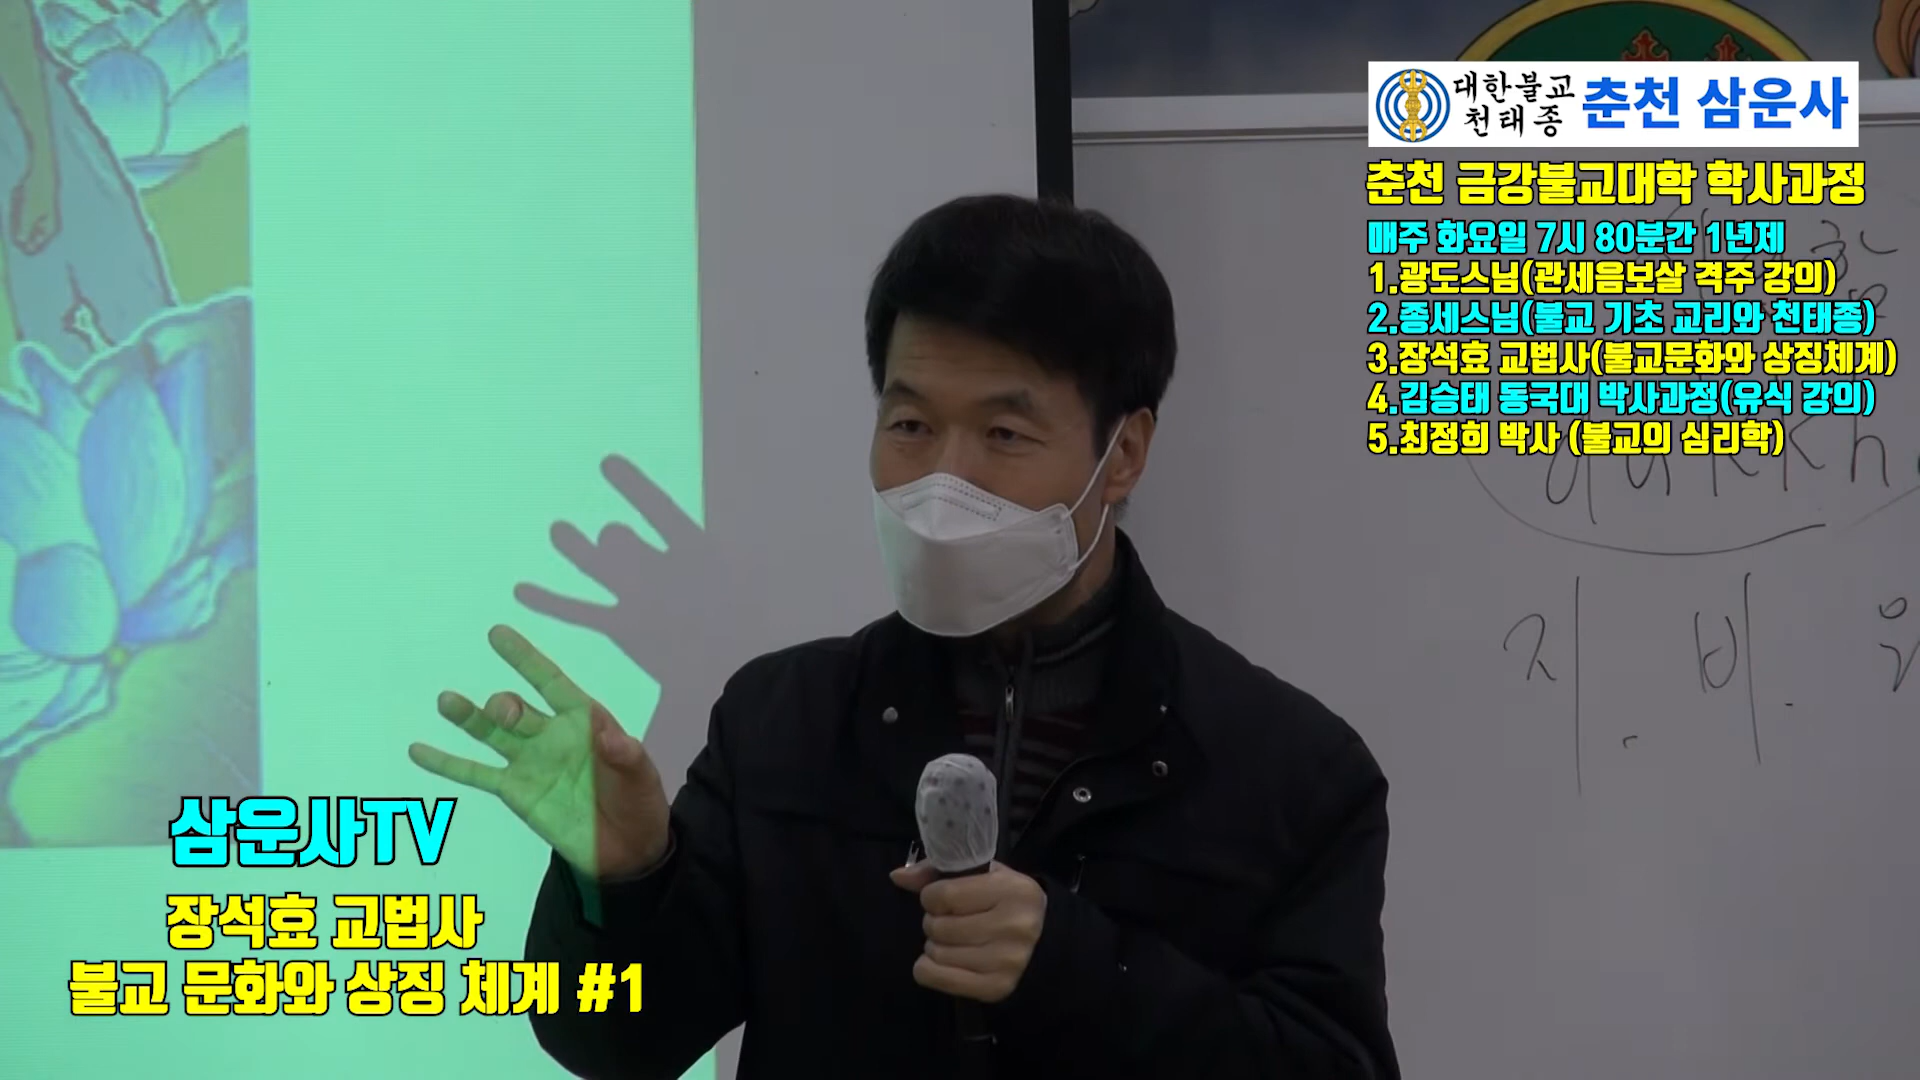 대한불교
천태종
춘천 삼운사
춘천 금강불교대학 학사과정
매주 화요일 7시 80분간 1년제
1.광도스님(관세음보살 격주 강의)
2.종세스님(불교 기초 교리와 천태종)
3.장석효 교법사(불교문화와 상징체계)
4.김승태 동국대 박사과정(유식 강의)
5.최정희 박사 (불교의 심리학)
dukkh
지. 비.
삼운사TV
장석효 교법사
불교 문화와 상징 체계 #1